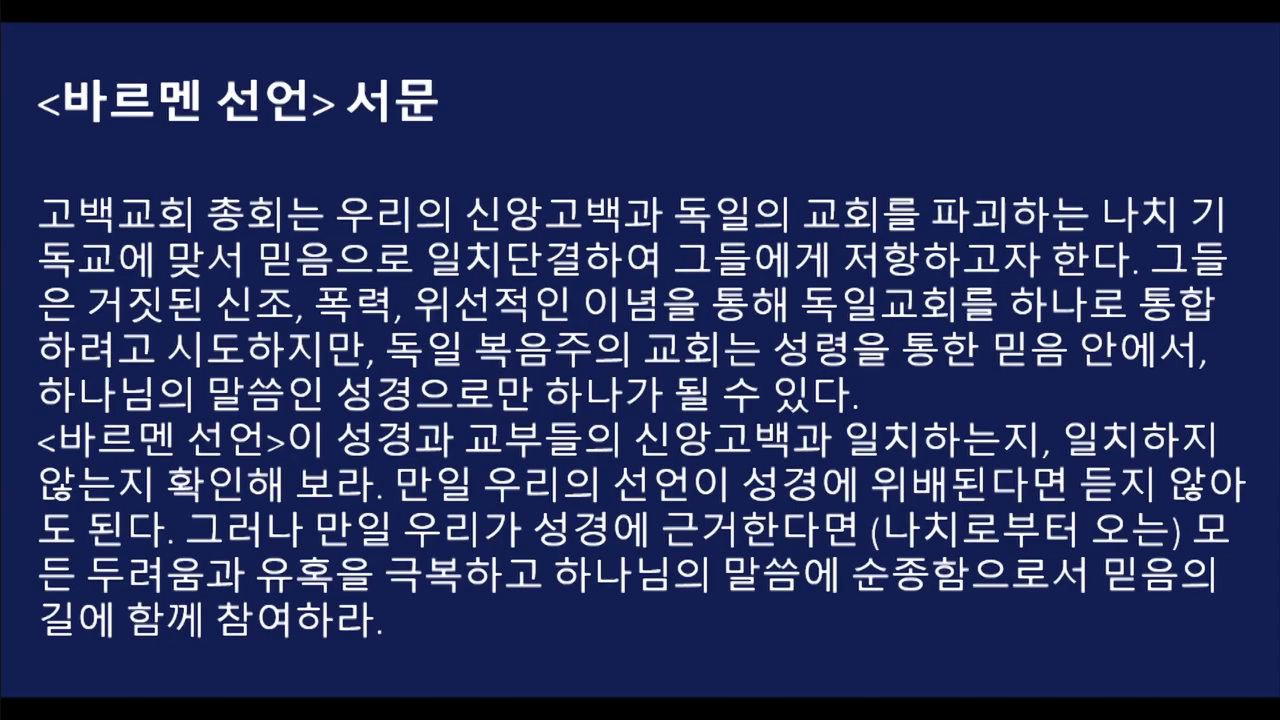 <바르멘 선언> 서문
고백교회 총회는 우리의 신앙고백과 독일의 교회를 파괴하는 나치 기
독교에 맞서 믿음으로 일치단결하여 그들에게 저항하고자 한다. 그들
은 거짓된 신조, 폭력, 위선적인 이념을 통해 독일교회를 하나로 통합
하려고 시도하지만, 독일 복음주의 교회는 성령을 통한 믿음 안에서,
하나님의 말씀인 성경으로만 하나가 될 수 있다.
<바르멘 선언>이 성경과 교부들의 신앙고백과 일치하는지, 일치하지
않는지 확인해 보라. 만일 우리의 선언이 성경에 위배된다면 듣지 않아
도 된다. 그러나 만일 우리가 성경에 근거한다면 (나치로부터 오는) 모
든 두려움과 유혹을 극복하고 하나님의 말씀에 순종함으로서 믿음의
길에 함께 참여하라.